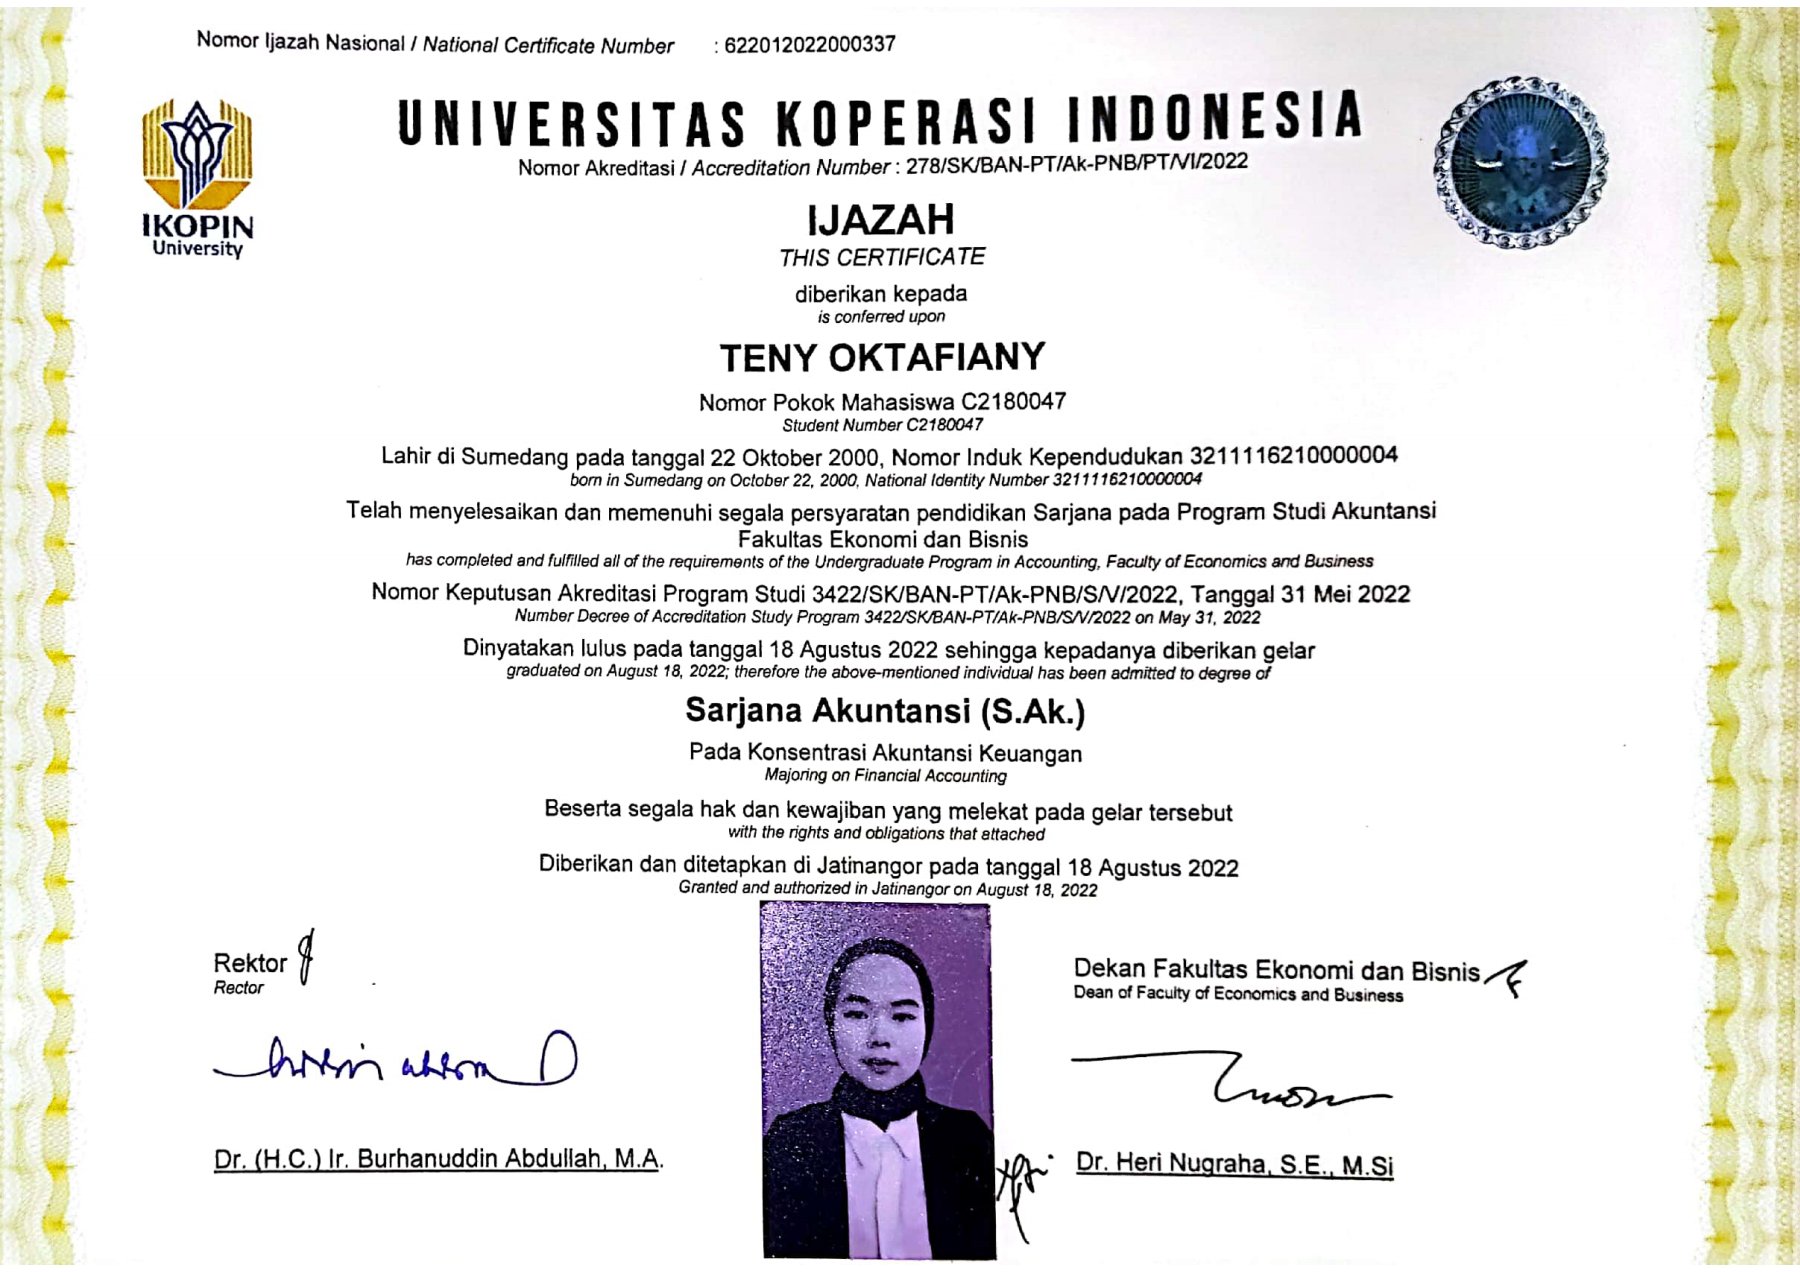 Nomor Ijazah Nasional / National Certificate Number : 622012022000337
UNIVERSITAS KOPERASI INDONESIA
Nomor Akreditasi / Accreditation Number : 278/SK/BAN-PT/Ak-PNB/PT/VI/2022
IKOPIN
University
IJAZAH
THIS CERTIFICATE
diberikan kepada
is conferred upon
TENY OKTAFIANY
Nomor Pokok Mahasiswa C2180047
Student Number C2180047
Lahir di Sumedang pada tanggal 22 Oktober 2000, Nomor Induk Kependudukan 3211116210000004
born in Sumedang on October 22, 2000, National Identity Number 3211116210000004
Telah menyelesaikan dan memenuhi segala persyaratan pendidikan Sarjana pada Program Studi Akuntansi
Fakultas Ekonomi dan Bisnis
has completed and fulfilled all of the requirements of the Undergraduate Program in Accounting, Faculty of Economics and Business
Nomor Keputusan Akreditasi Program Studi 3422/SK/BAN-PT/Ak-PNB/S/V/2022, Tanggal 31 Mei 2022
Number Decree of Accreditation Study Program 3422/SK/BAN-PT/Ak-PNB/S/V/2022 on May 31, 2022
Dinyatakan lulus pada tanggal 18 Agustus 2022 sehingga kepadanya diberikan gelar
graduated on August 18, 2022; therefore the above-mentioned individual has been admitted to degree of
Sarjana Akuntansi (S.Ak.)
Pada Konsentrasi Akuntansi Keuangan
Majoring on Financial Accounting
Beserta segala hak dan kewajiban yang melekat pada gelar tersebut
with the rights and obligations that attached
Diberikan dan ditetapkan di Jatinangor pada tanggal 18 Agustus 2022
Granted and authorized in Jatinangor on August 18, 2022
Rektor
Rector
Dr. (H.C.) Ir. Burhanuddin Abdullah, M.A.
Dekan Fakultas Ekonomi dan Bisnis
Dean of Faculty of Economics and Business
Dr. Heri Nugraha, S.E., M.Si